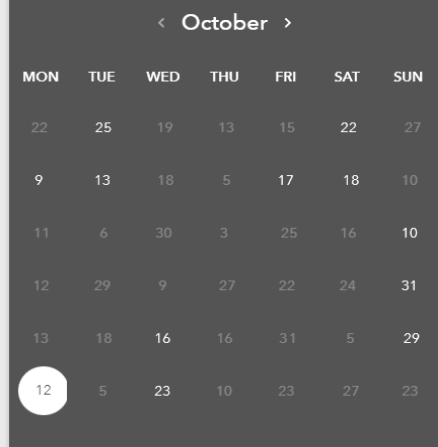 ‹ October ›
MON TUE WED THU FRI SAT SUN
22 25 19 13 15 22 27
9 13 18 5 17 18 10
11 6 30 3 25 16 10
12 29 9 27 22 24 31
13 18 16 16 31 5 29
12 5 23 10 23 27 23